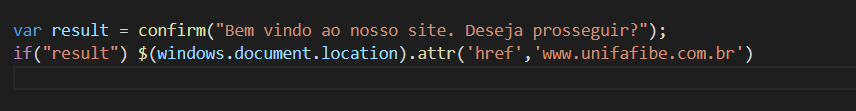 var result = confirm("Bem vindo ao nosso site. Deseja prosseguir?");
if("result") $(windows.document.location).attr('href','www.unifafibe.com.br')